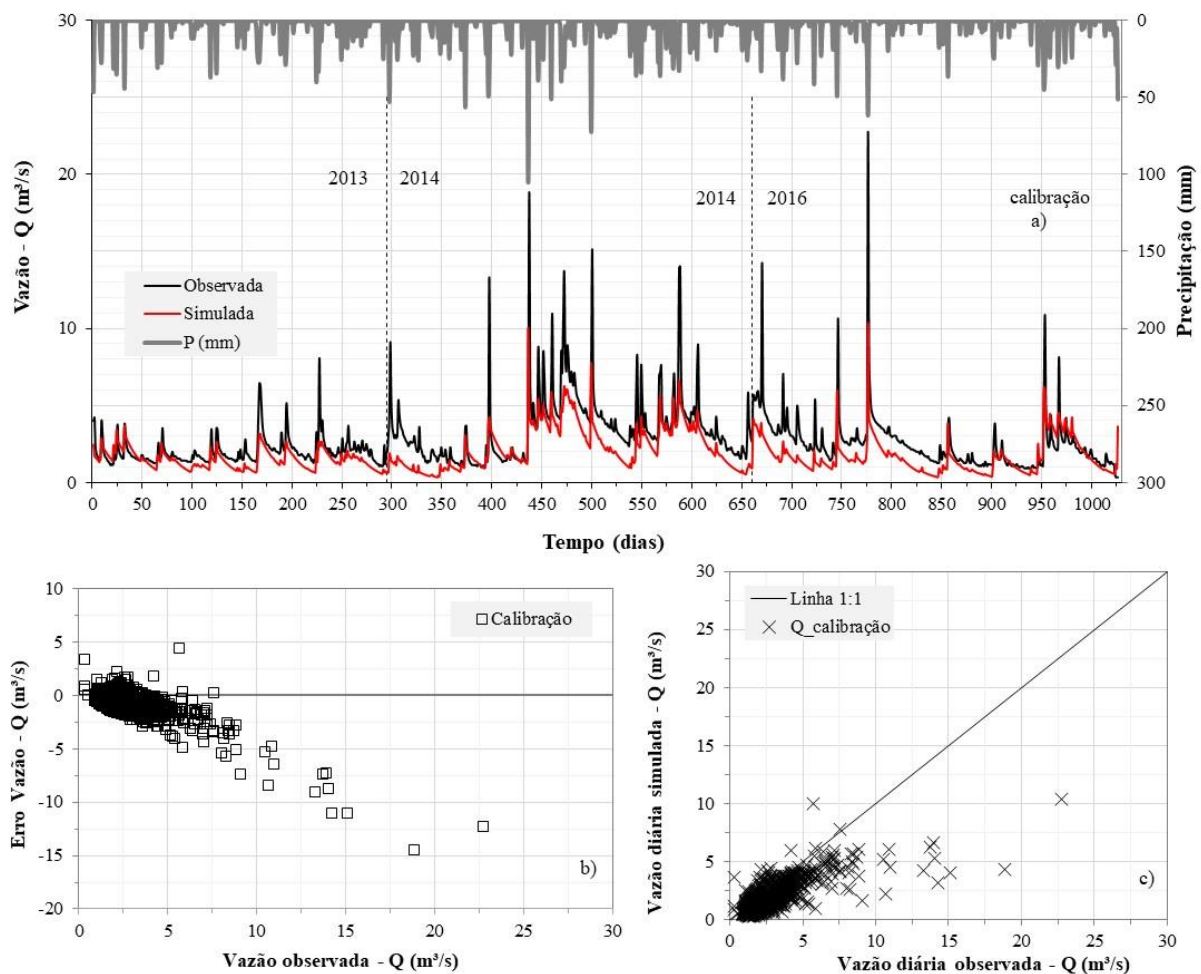 30
20
10
0
Vazão - Q (m³/s)
0
50
100
150
200
250
300
Precipitação (mm)
2013
2014
2014
2016
calibração
a)
Observada
Simulada
P (mm)
0 50 100 150 200 250 300 350 400 450 500 550 600 650 700 750 800 850 900 950 1000
Tempo (dias)
10
5
0
-5
-10
-15
-20
Erro Vazão - Q (m³/s)
Calibração
b)
0 5 10 15 20 25 30
Vazão observada - Q (m³/s)
30
25
20
15
10
5
0
Vazão diária simulada - Q (m³/s)
Linha 1:1
Q_calibração
c)
0 5 10 15 20 25 30
Vazão diária observada - Q (m³/s)